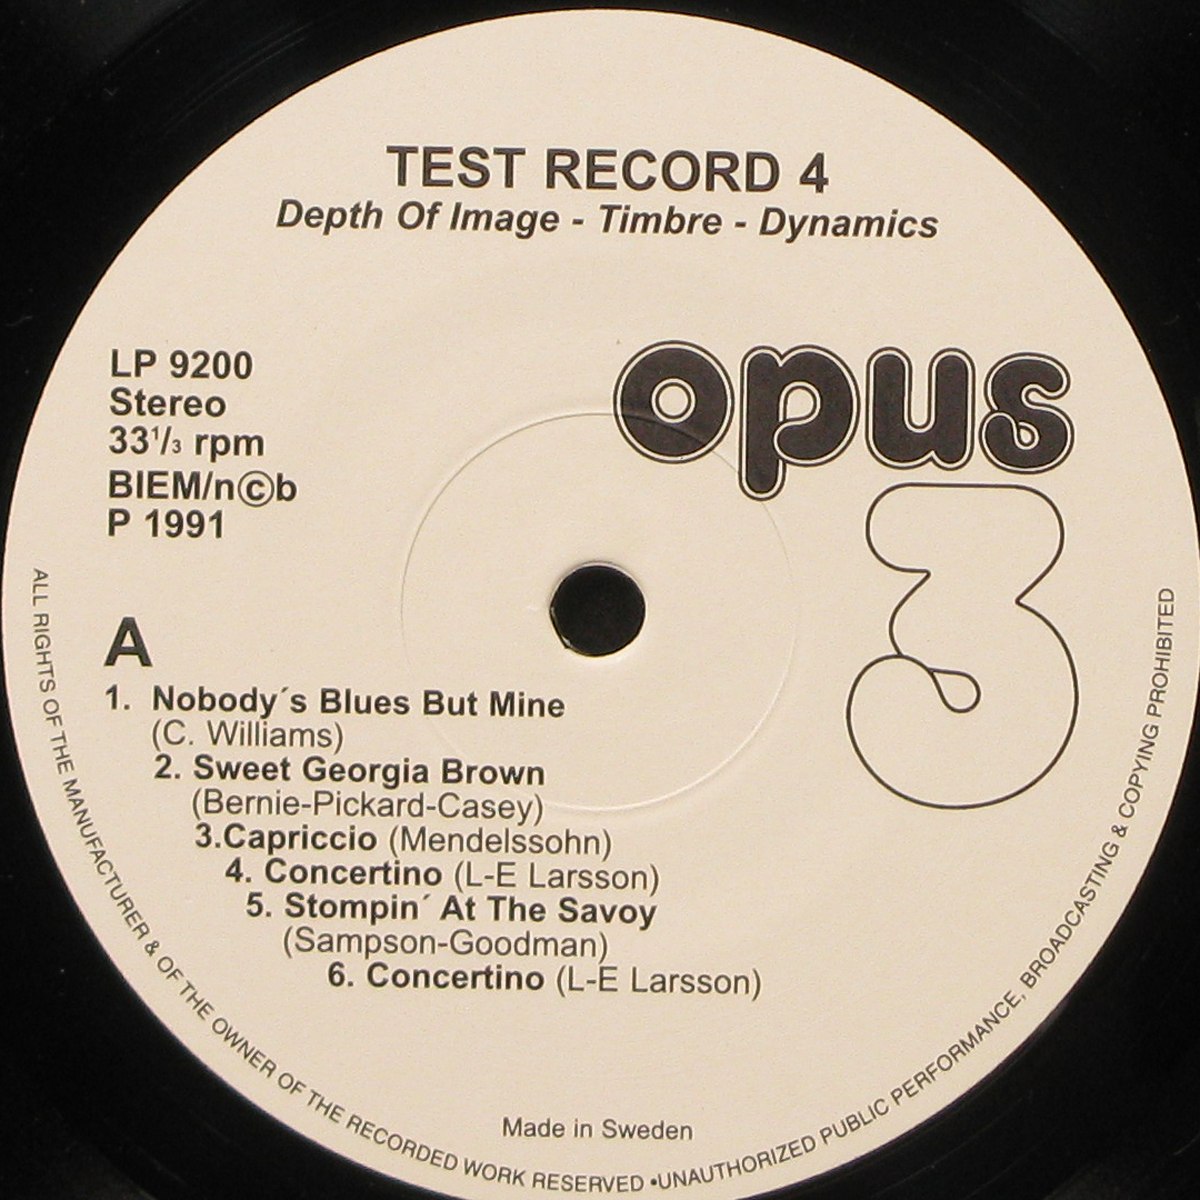 TEST RECORD 4
Depth Of Image - Timbre - Dynamics
LP 9200
Stereo
33⅓ rpm
BIEM/n©b
P 1991
opus
3
A
1. Nobody´s Blues But Mine
(C. Williams)
2. Sweet Georgia Brown
(Bernie-Pickard-Casey)
3.Capriccio (Mendelssohn)
4. Concertino (L-E Larsson)
5. Stompin´ At The Savoy
(Sampson-Goodman)
6. Concertino (L-E Larsson)
Made in Sweden
ALL RIGHTS OF THE MANUFACTURER & OF THE OWNER OF THE RECORDED WORK RESERVED •UNAUTHORIZED PUBLIC PERFORMANCE, BROADCASTING & COPYING PROHIBITED